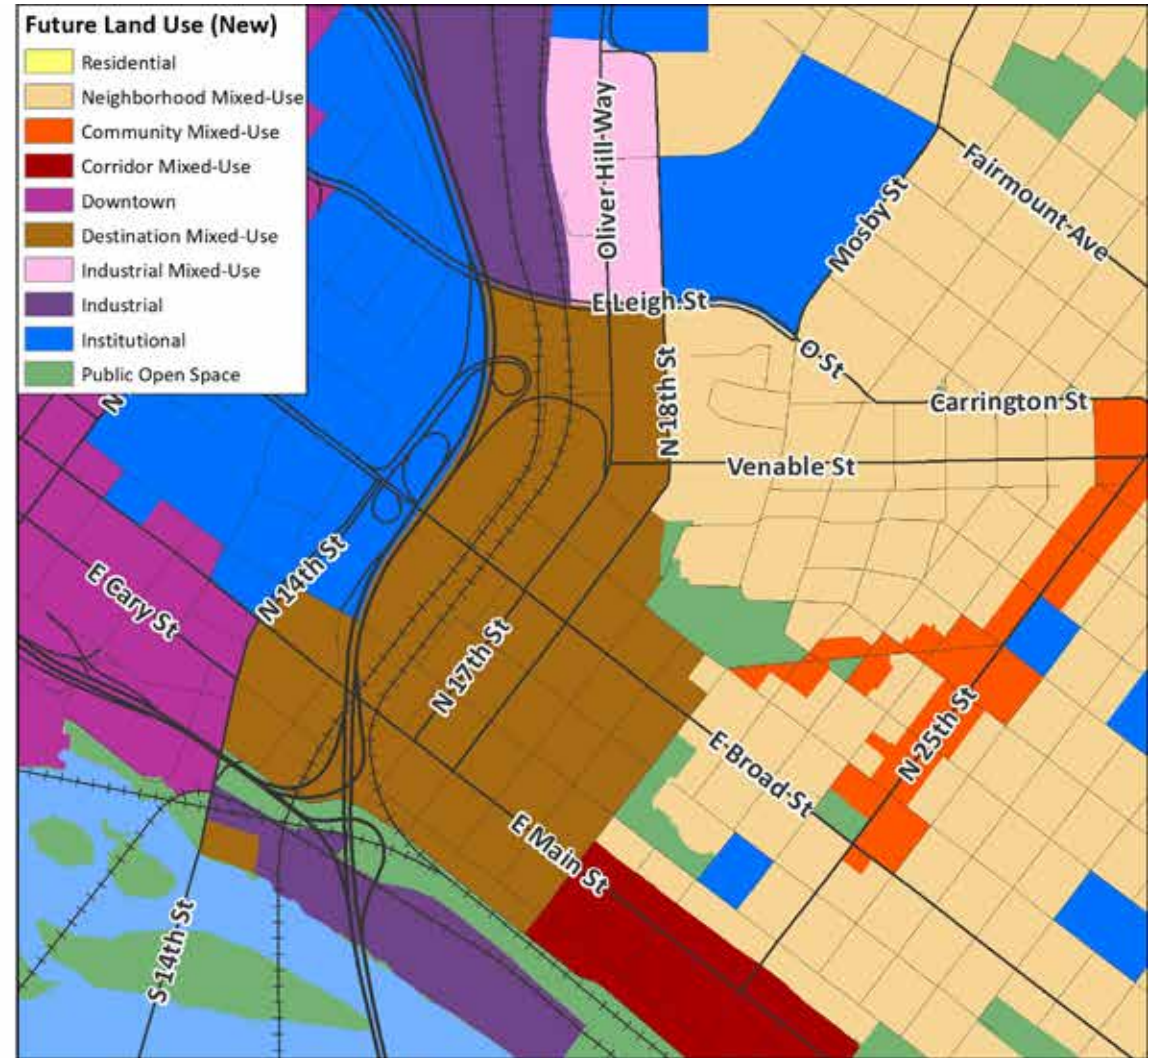 Future Land Use (New)
Residential
Neighborhood Mixed-Use
Community Mixed-Use
Corridor Mixed-Use
Downtown
Destination Mixed-Use
Industrial Mixed-Use
Industrial
Institutional
Public Open Space
Oliver Hill Way
Fairmount Ave
Mosby St
E Leigh St
O St
N 18th St
Carrington St
N
Venable St
N 14th St
E Cary St
N 17th St
N 25th St
E Broad St
E Main St
S 14th St